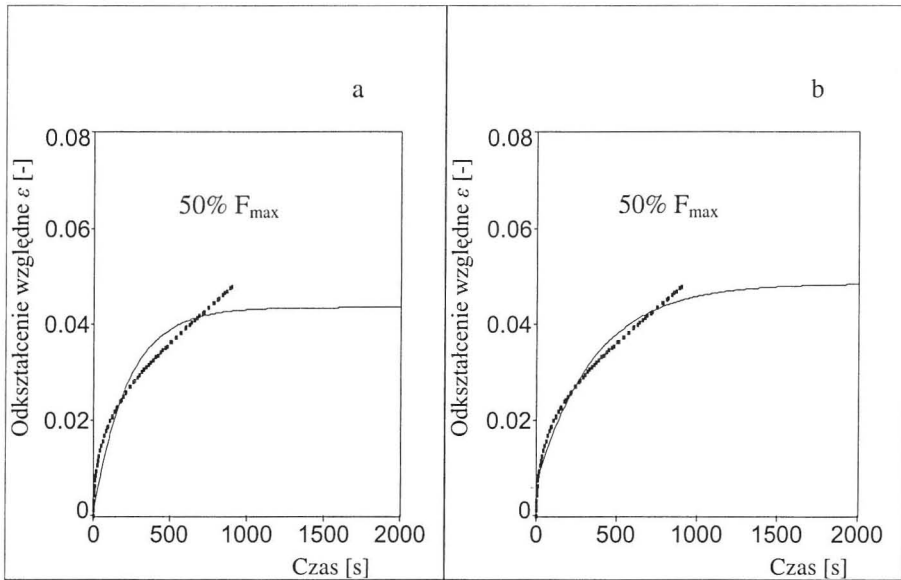 a
Odkształcenie względne ε [-]
0.08
0.06
0.04
0.02
0
50% Fmax
0 500 1000 1500 2000
Czas [s]
b
Odkształcenie względne ε [-]
0.08
0.06
0.04
0.02
0
50% Fmax
0 500 1000 1500 2000
Czas [s]